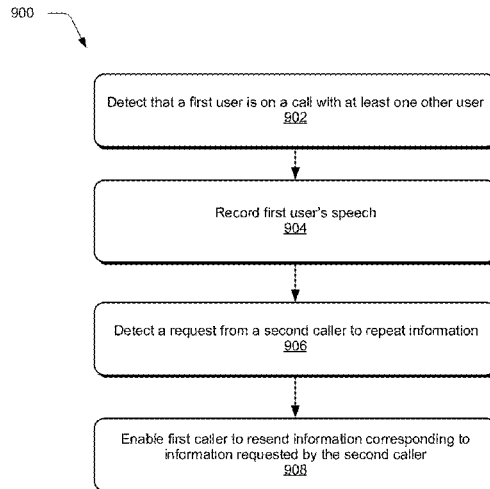 900
Detect that a first user is on a call with at least one other user
902
Record first user's speech
904
Detect a request from a second caller to repeat information
906
Enable first caller to resend information corresponding to
information requested by the second caller
908